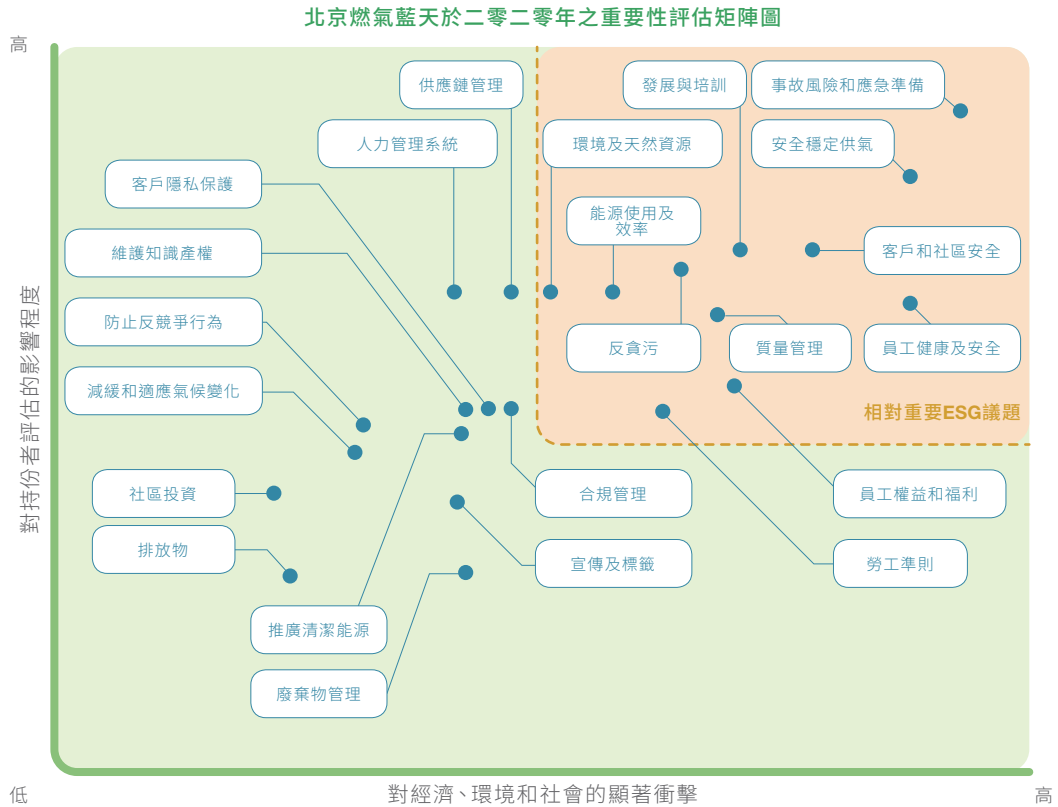 北京燃氣藍天於二零二零年之重要性評估矩陣圖
高
供應鏈管理
發展與培訓
事故風險和應急準備
人力管理系統
環境及天然資源
安全穩定供氣
客戶隱私保護
能源使用及
效率
維護知識產權
客戶和社區安全
防止反競爭行為
反貪污
質量管理
員工健康及安全
減緩和適應氣候變化
相對重要ESG議題
對持份者評估的影響程度
社區投資
合規管理
員工權益和福利
排放物
宣傳及標籤
勞工準則
推廣清潔能源
廢棄物管理
低
對經濟、環境和社會的顯著衝擊
高